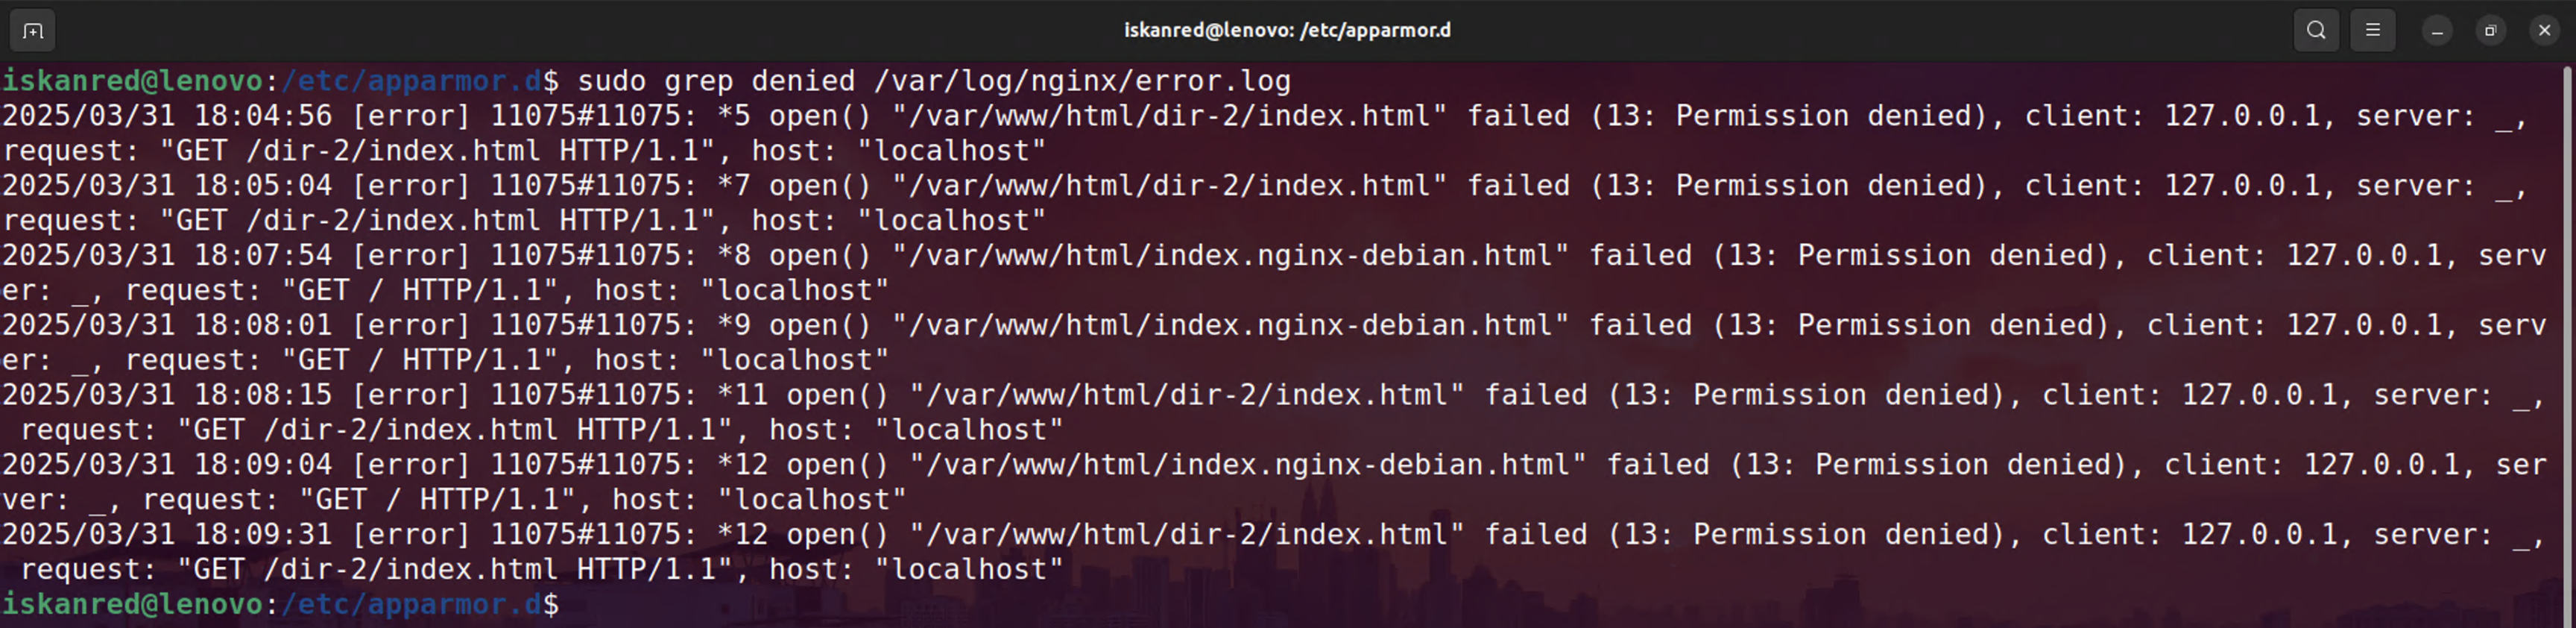 iskanred@lenovo: /etc/apparmor.d
iskanred@lenovo:/etc/apparmor.d$ sudo grep denied /var/log/nginx/error.log
2025/03/31 18:04:56 [error] 11075#11075: *5 open() "/var/www/html/dir-2/index.html" failed (13: Permission denied), client: 127.0.0.1, server: _,
request: "GET /dir-2/index.html HTTP/1.1", host: "localhost"
2025/03/31 18:05:04 [error] 11075#11075: *7 open() "/var/www/html/dir-2/index.html" failed (13: Permission denied), client: 127.0.0.1, server: _,
request: "GET /dir-2/index.html HTTP/1.1", host: "localhost"
2025/03/31 18:07:54 [error] 11075#11075: *8 open() "/var/www/html/index.nginx-debian.html" failed (13: Permission denied), client: 127.0.0.1, serv
er: _, request: "GET / HTTP/1.1", host: "localhost"
2025/03/31 18:08:01 [error] 11075#11075: *9 open() "/var/www/html/index.nginx-debian.html" failed (13: Permission denied), client: 127.0.0.1, serv
er: _, request: "GET / HTTP/1.1", host: "localhost"
2025/03/31 18:08:15 [error] 11075#11075: *11 open() "/var/www/html/dir-2/index.html" failed (13: Permission denied), client: 127.0.0.1, server: _,
 request: "GET /dir-2/index.html HTTP/1.1", host: "localhost"
2025/03/31 18:09:04 [error] 11075#11075: *12 open() "/var/www/html/index.nginx-debian.html" failed (13: Permission denied), client: 127.0.0.1, ser
ver: _, request: "GET / HTTP/1.1", host: "localhost"
2025/03/31 18:09:31 [error] 11075#11075: *12 open() "/var/www/html/dir-2/index.html" failed (13: Permission denied), client: 127.0.0.1, server: _,
 request: "GET /dir-2/index.html HTTP/1.1", host: "localhost"
iskanred@lenovo:/etc/apparmor.d$